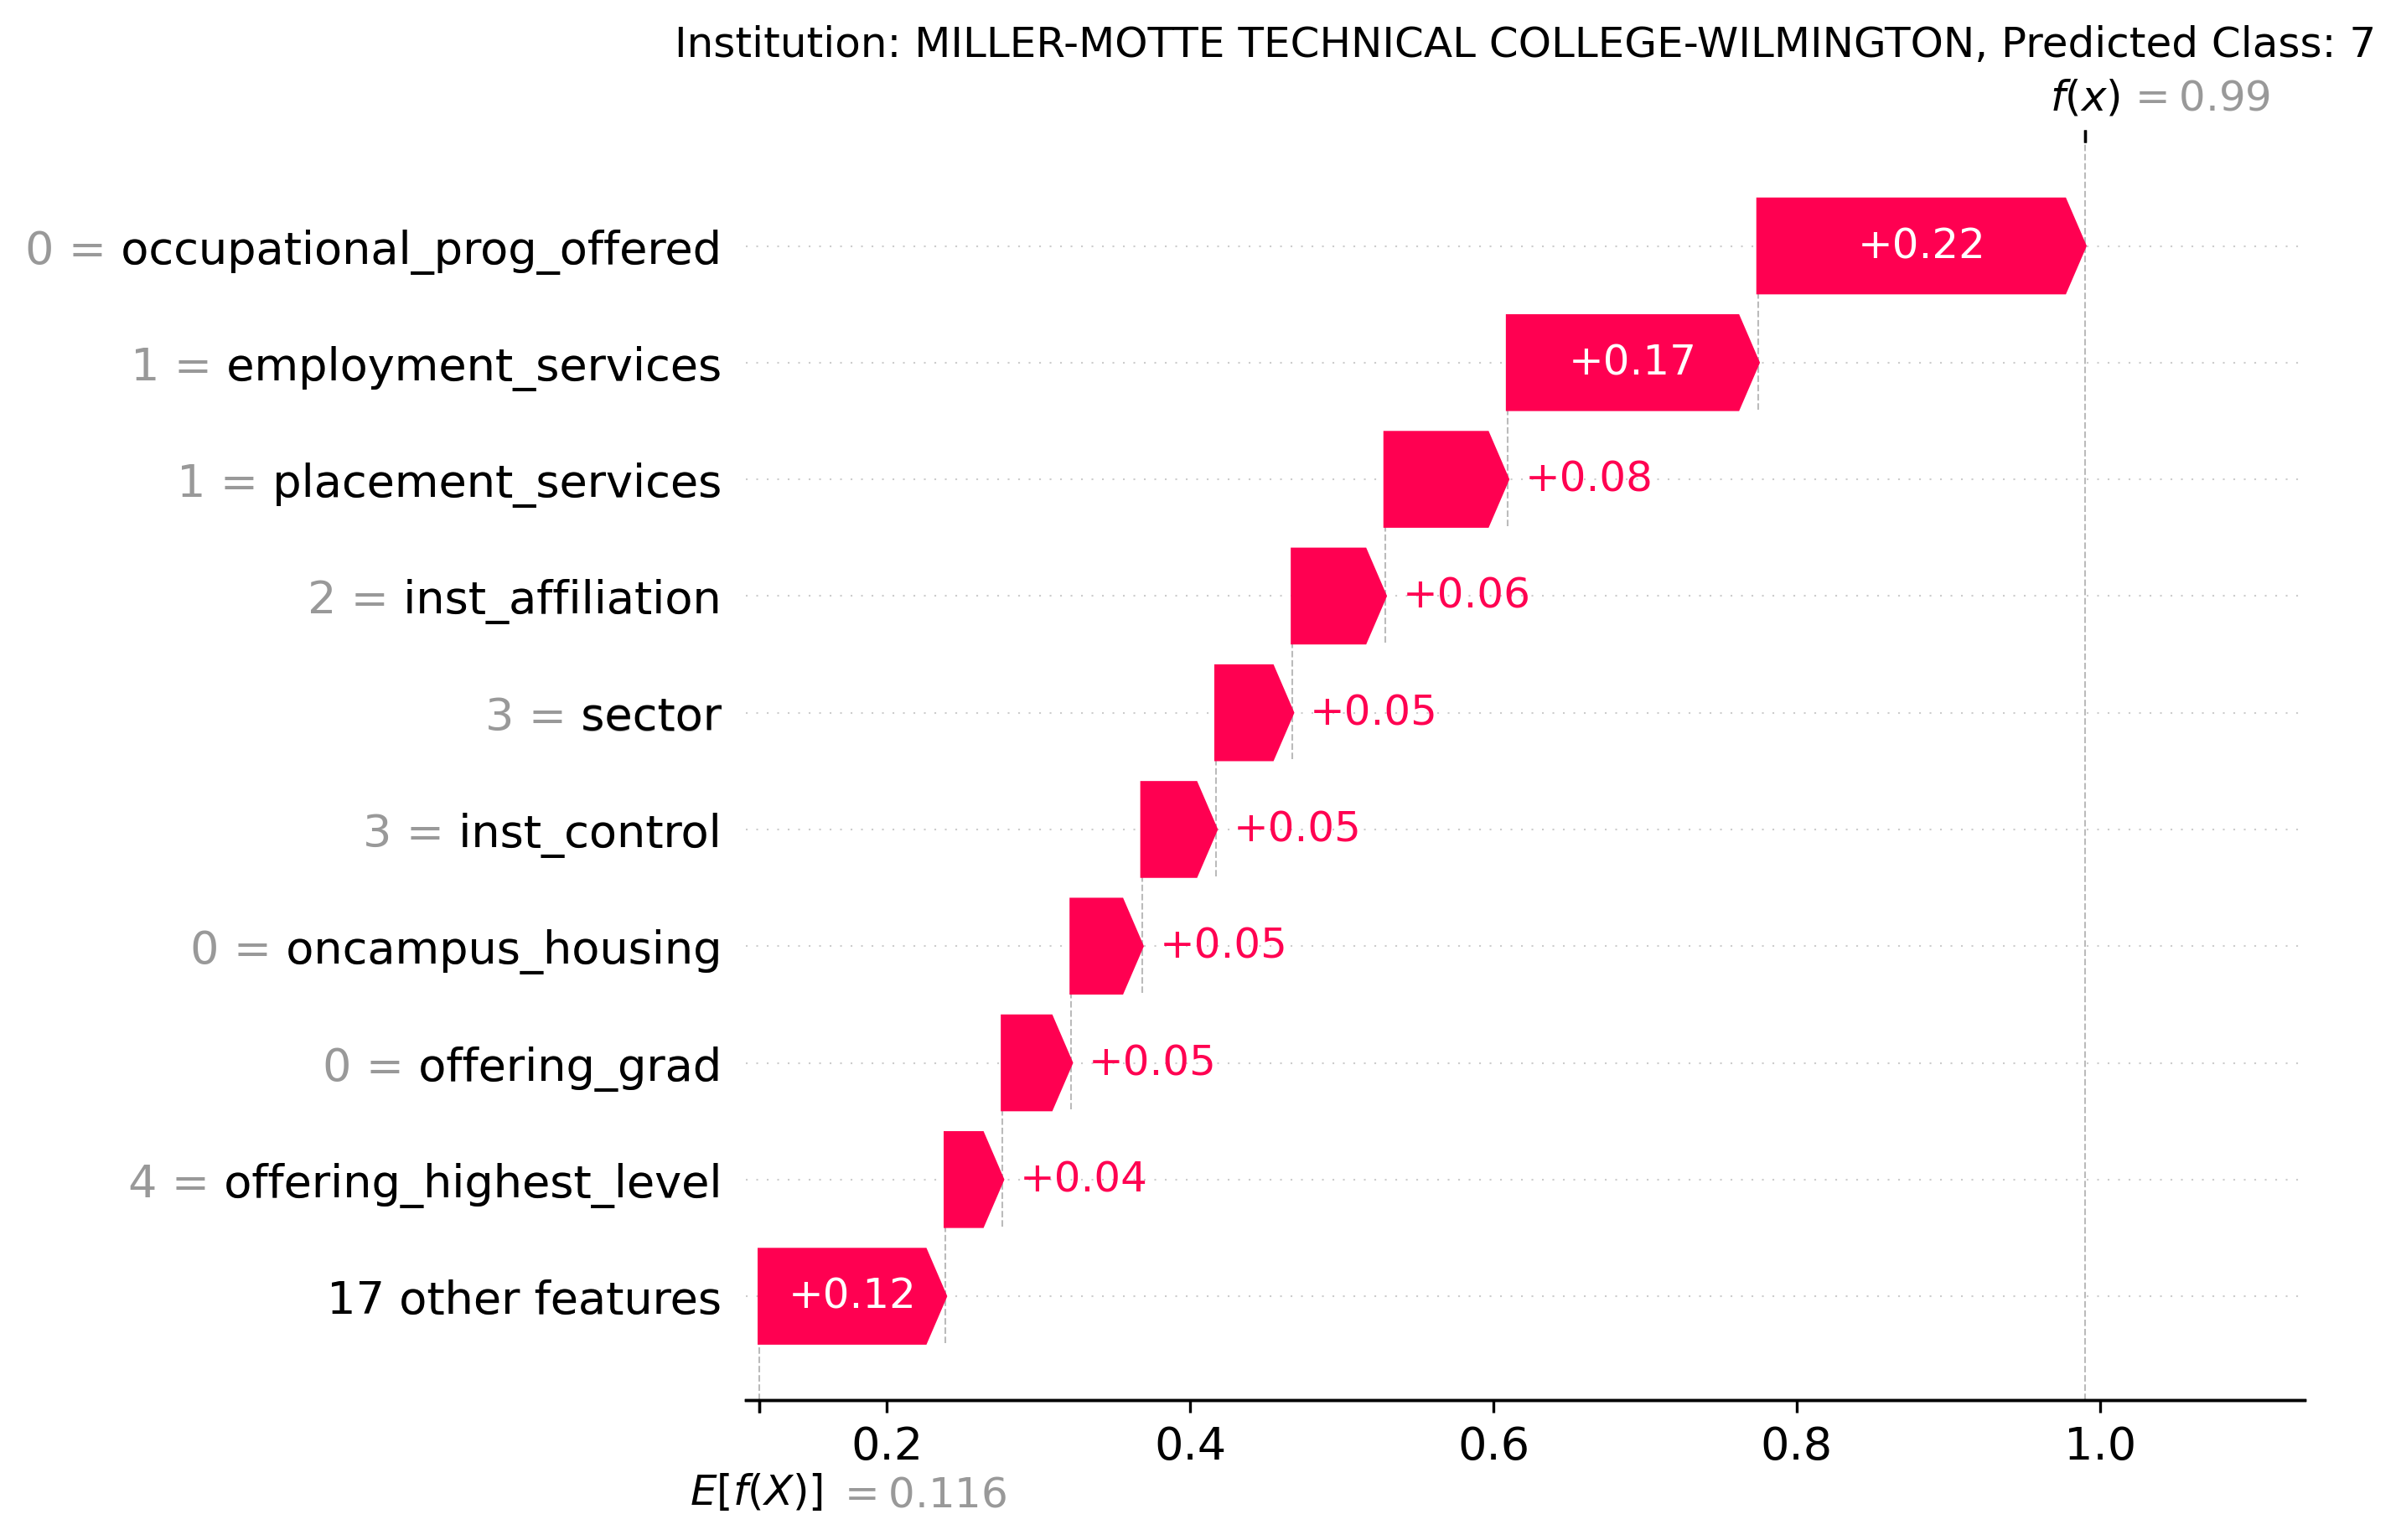 Institution: MILLER-MOTTE TECHNICAL COLLEGE-WILMINGTON, Predicted Class: 7
f(x) = 0.99
0 = occupational_prog_offered +0.22
1 = employment_services +0.17
1 = placement_services +0.08
2 = inst_affiliation +0.06
3 = sector +0.05
3 = inst_control +0.05
0 = oncampus_housing +0.05
0 = offering_grad +0.05
4 = offering_highest_level +0.04
17 other features +0.12
0.2 0.4 0.6 0.8 1.0
E[f(X)] = 0.116